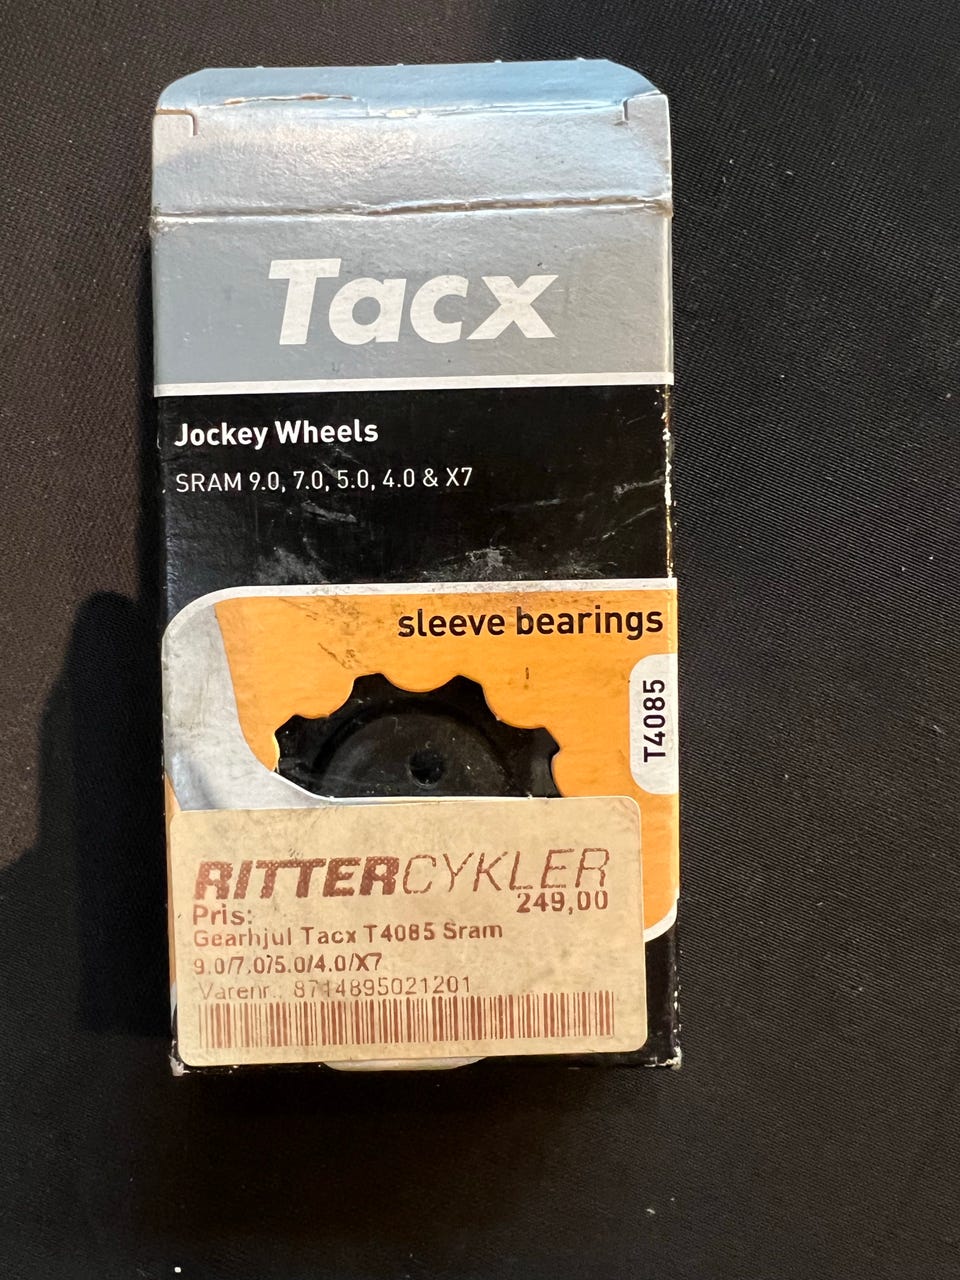 Tacx
Jockey Wheels
SRAM 9.0, 7.0, 5.0, 4.0 & X7
sleeve bearings
T4085
RITTERCYKLER
249,00
Pris:
Gearhjul Tacx T4085 Sram
9.0/7.0/5.0/4.0/X7
Varenr.: 8714895021201